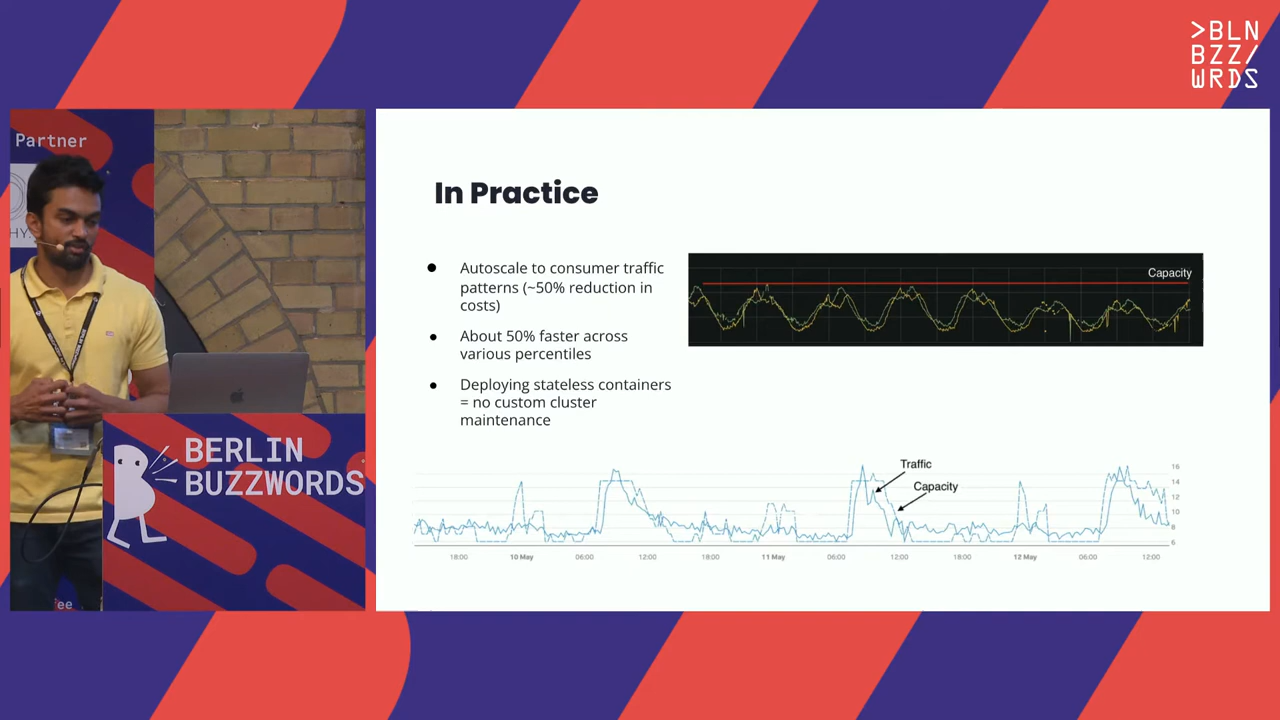 >BLN
BZZ/
WRDS
Partner
HY.
In Practice
Autoscale to consumer traffic
patterns (~50% reduction in
costs)
About 50% faster across
various percentiles
Deploying stateless containers
= no custom cluster
maintenance
Capacity
BERLIN
BUZZWORDS
Traffic
Capacity
16
14
12
10
8
6
18:00 10 May 06:00 12:00 18:00 11 May 06:00 12:00 18:00 12 May 06:00 12:00
ee